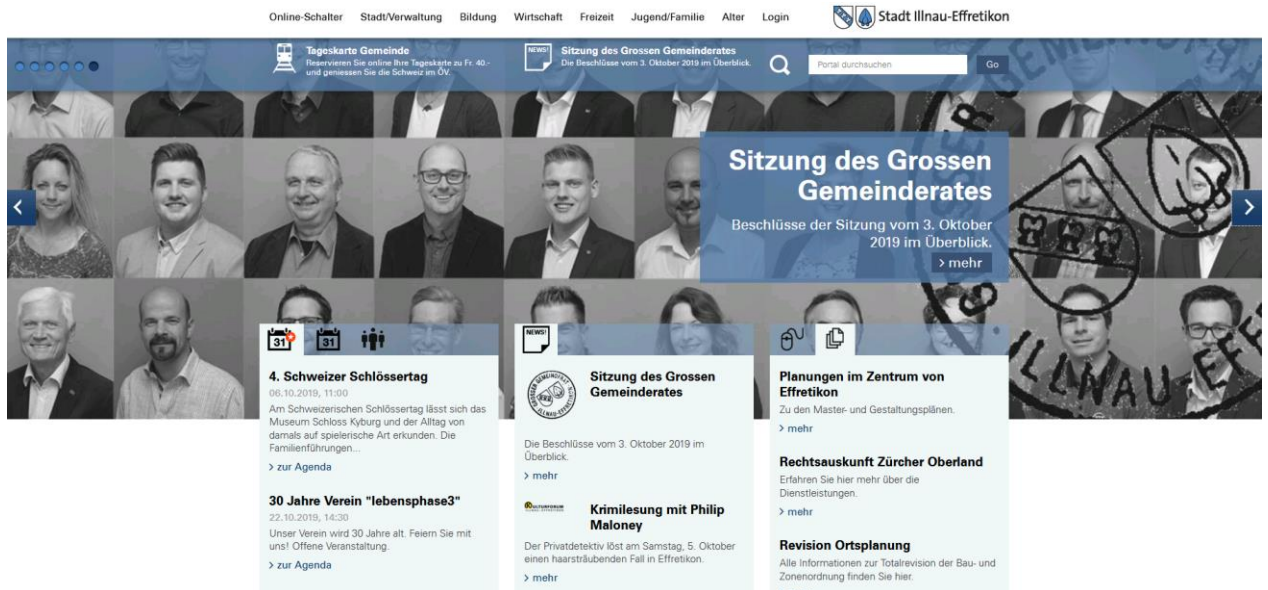 Online-Schalter Stadt/Verwaltung Bildung Wirtschaft Freizeit Jugend/Familie Alter Login
Stadt Illnau-Effretikon
Tageskarte Gemeinde
Reservieren Sie online Ihre Tageskarte zu Fr. 40.-
und geniessen Sie die Schweiz im ÖV.
NEWS!
Sitzung des Grossen Gemeinderates
Die Beschlüsse vom 3. Oktober 2019 im Überblick.
Portal durchsuchen
Go
Sitzung des Grossen
Gemeinderates
Beschlüsse der Sitzung vom 3. Oktober
2019 im Überblick.
> mehr
ILLNAU-EFFR
31
31
4. Schweizer Schlössertag
06.10.2019, 11:00
Am Schweizerischen Schlössertag lässt sich das
Museum Schloss Kyburg und der Alltag von
damals auf spielerische Art erkunden. Die
Familienführungen...
> zur Agenda
30 Jahre Verein "lebensphase3"
22.10.2019, 14:30
Unser Verein wird 30 Jahre alt. Feiern Sie mit
uns! Offene Veranstaltung.
> zur Agenda
NEWS!
GROSSER GEMEINDERAT
ILLNAU-EFFRETIKON
Sitzung des Grossen
Gemeinderates
Die Beschlüsse vom 3. Oktober 2019 im
Überblick.
> mehr
KULTURFORUM
ILLNAU-EFFRETIKON
Krimilesung mit Philip
Maloney
Der Privatdetektiv löst am Samstag, 5. Oktober
einen haarsträubenden Fall in Effretikon.
> mehr
Planungen im Zentrum von
Effretikon
Zu den Master- und Gestaltungsplänen.
> mehr
Rechtsauskunft Zürcher Oberland
Erfahren Sie hier mehr über die
Dienstleistungen.
> mehr
Revision Ortsplanung
Alle Informationen zur Totalrevision der Bau- und
Zonenordnung finden Sie hier.